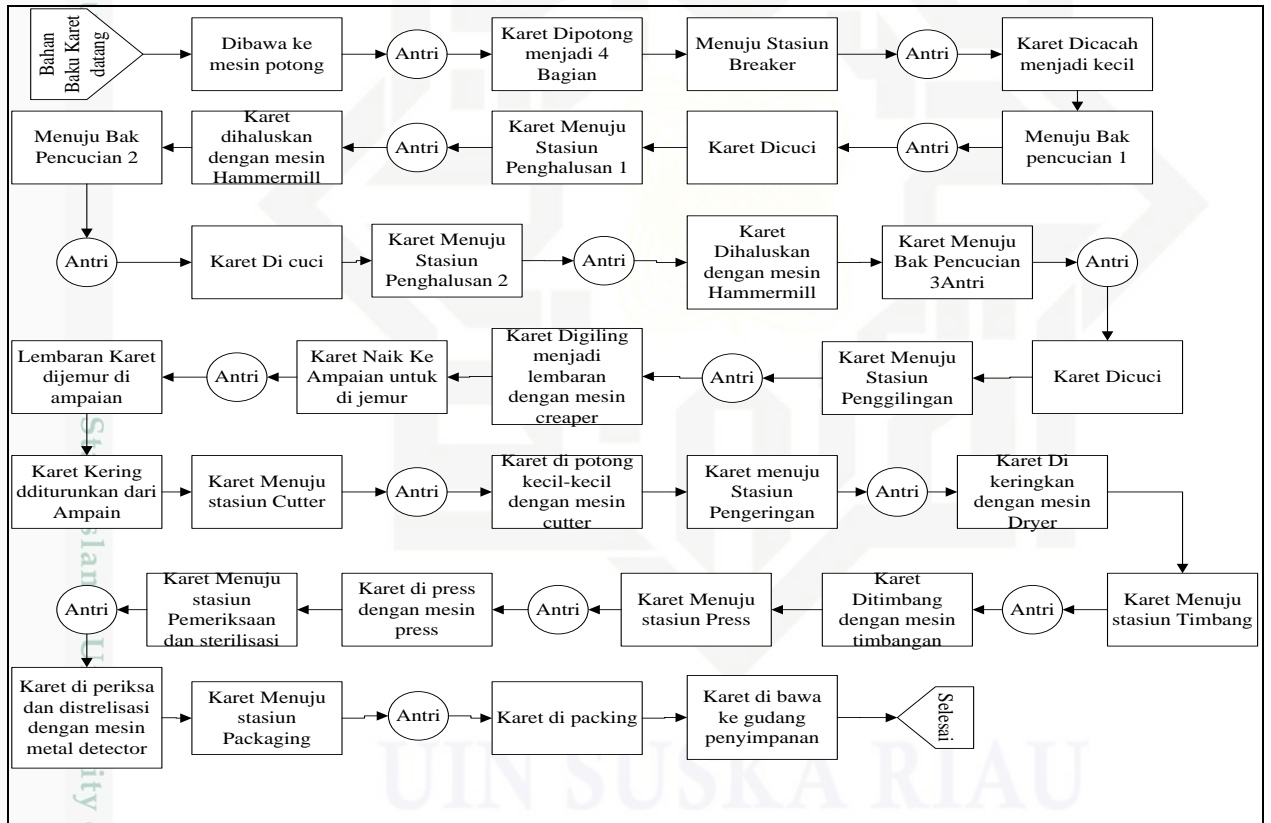 Bahan
Baku Karet
datang
Dibawa ke
mesin potong
Antri
Karet Dipotong
menjadi 4
Bagian
Menuju Stasiun
Breaker
Antri
Karet Dicacah
menjadi kecil
Menuju Bak
pencucian 1
Antri
Karet Dicuci
Karet Menuju
Stasiun
Penghalusan 1
Antri
Karet
dihaluskan
dengan mesin
Hammermill
Menuju Bak
Pencucian 2
Antri
Karet Di cuci
Karet Menuju
Stasiun
Penghalusan 2
Antri
Karet
Dihaluskan
dengan mesin
Hammermill
Karet Menuju
Bak Pencucian
3Antri
Antri
Karet Dicuci
Karet Menuju
Stasiun
Penggilingan
Antri
Karet Digiling
menjadi
lembaran
dengan mesin
creaper
Karet Naik Ke
Ampaian untuk
di jemur
Antri
Lembaran Karet
dijemur di
ampaian
Karet Kering
dditurunkan dari
Ampain
Karet Menuju
stasiun Cutter
Antri
Karet di potong
kecil-kecil
dengan mesin
cutter
Karet menuju
Stasiun
Pengeringan
Antri
Karet Di
keringkan
dengan mesin
Dryer
Karet Menuju
stasiun Timbang
Antri
Karet
Ditimbang
dengan mesin
timbangan
Karet Menuju
stasiun Press
Antri
Karet di press
dengan mesin
press
Karet Menuju
stasiun
Pemeriksaan
dan sterilisasi
Antri
Karet di periksa
dan distrelisasi
dengan mesin
metal detector
Karet Menuju
stasiun
Packaging
Antri
Karet di packing
Karet di bawa
ke gudang
penyimpanan
Selesai
UIN SUSKA RIAU